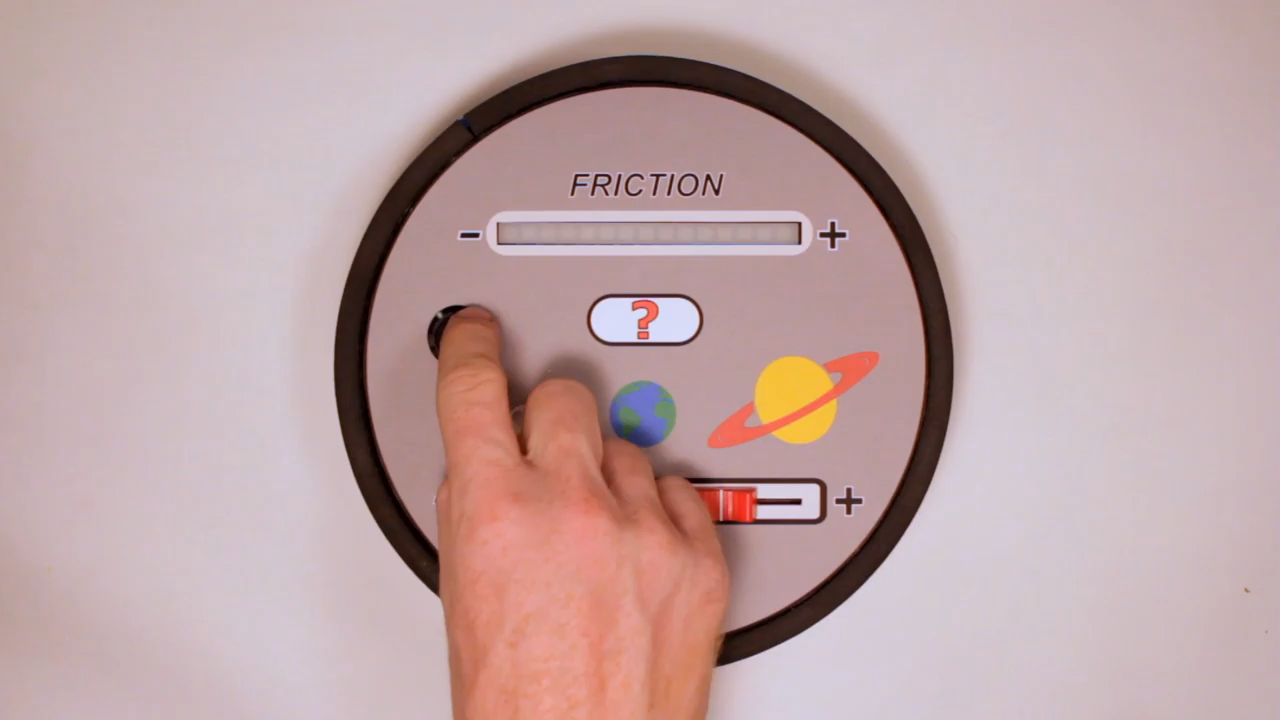 FRICTION
- +
?
+